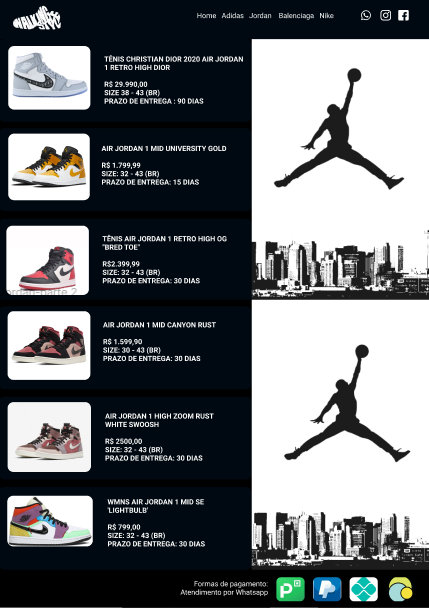 WALKING NYC
Home Adidas Jordan Balenciaga Nike
TÊNIS CHRISTIAN DIOR 2020 AIR JORDAN
1 RETRO HIGH DIOR
R$ 29.990,00
SIZE 38 - 43 (BR)
PRAZO DE ENTREGA : 90 DIAS
AIR JORDAN 1 MID UNIVERSITY GOLD
R$ 1.799,99
SIZE: 32 - 43 (BR)
PRAZO DE ENTREGA: 15 DIAS
TÊNIS AIR JORDAN 1 RETRO HIGH OG
"BRED TOE"
R$2.399,99
SIZE: 32 - 43 (BR)
PRAZO DE ENTREGA: 30 DIAS
AIR JORDAN 1 MID CANYON RUST
R$ 1.599,90
SIZE: 30 - 43 (BR)
PRAZO DE ENTREGA: 30 DIAS
AIR JORDAN 1 HIGH ZOOM RUST
WHITE SWOOSH
R$ 2500,00
SIZE: 32 - 43 (BR)
PRAZO DE ENTREGA: 30 DIAS
WMNS AIR JORDAN 1 MID SE
'LIGHTBULB'
R$ 799,00
SIZE: 32 - 43 (BR)
PRAZO DE ENTREGA: 30 DIAS
Formas de pagamento:
Atendimento por Whatsapp